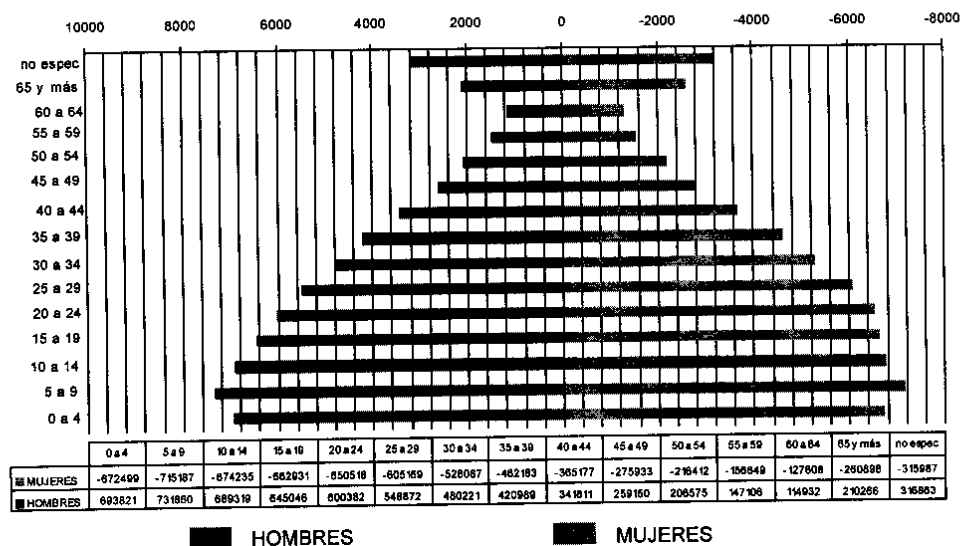 10000 8000 6000 4000 2000 0 -2000 -4000 -6000 -8000
no espec
65 y más
60 a 64
55 a 59
50 a 54
45 a 49
40 a 44
35 a 39
30 a 34
25 a 29
20 a 24
15 a 19
10 a 14
5 a 9
0 a 4
0 a 4 5 a 9 10 a 14 15 a 19 20 a 24 25 a 29 30 a 34 35 a 39 40 a 44 45 a 49 50 a 54 55 a 59 60 a 64 65 y más no espec
MUJERES -672499 -715187 -674235 -662931 -650518 -605169 -526087 -462183 -365177 -275933 -216412 -156649 -127608 -260898 -315987
HOMBRES 693821 731860 689319 645046 600382 548872 480221 420989 341811 259150 206575 147106 114932 210266 316863
HOMBRES MUJERES